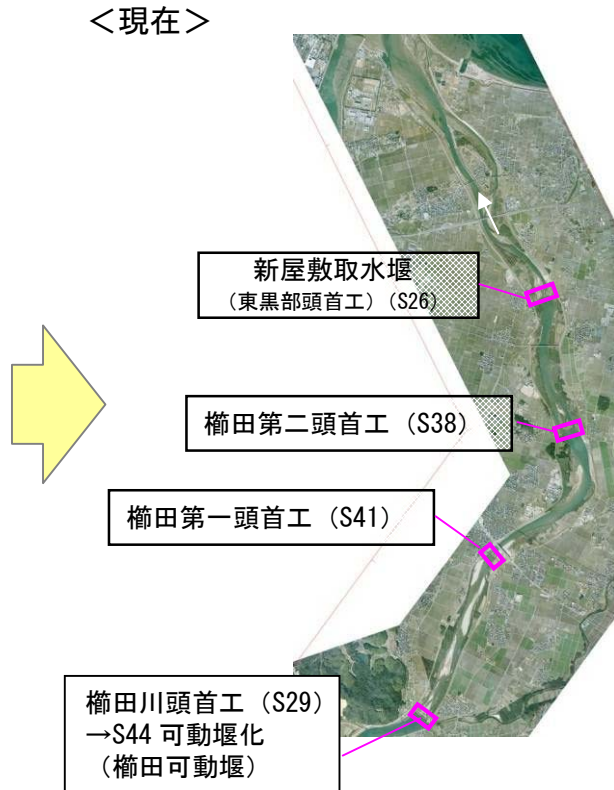 ＜現在＞
新屋敷取水堰
（東黒部頭首工）（S26）
櫛田第二頭首工（S38）
櫛田第一頭首工（S41）
櫛田川頭首工（S29）
→S44 可動堰化
（櫛田可動堰）